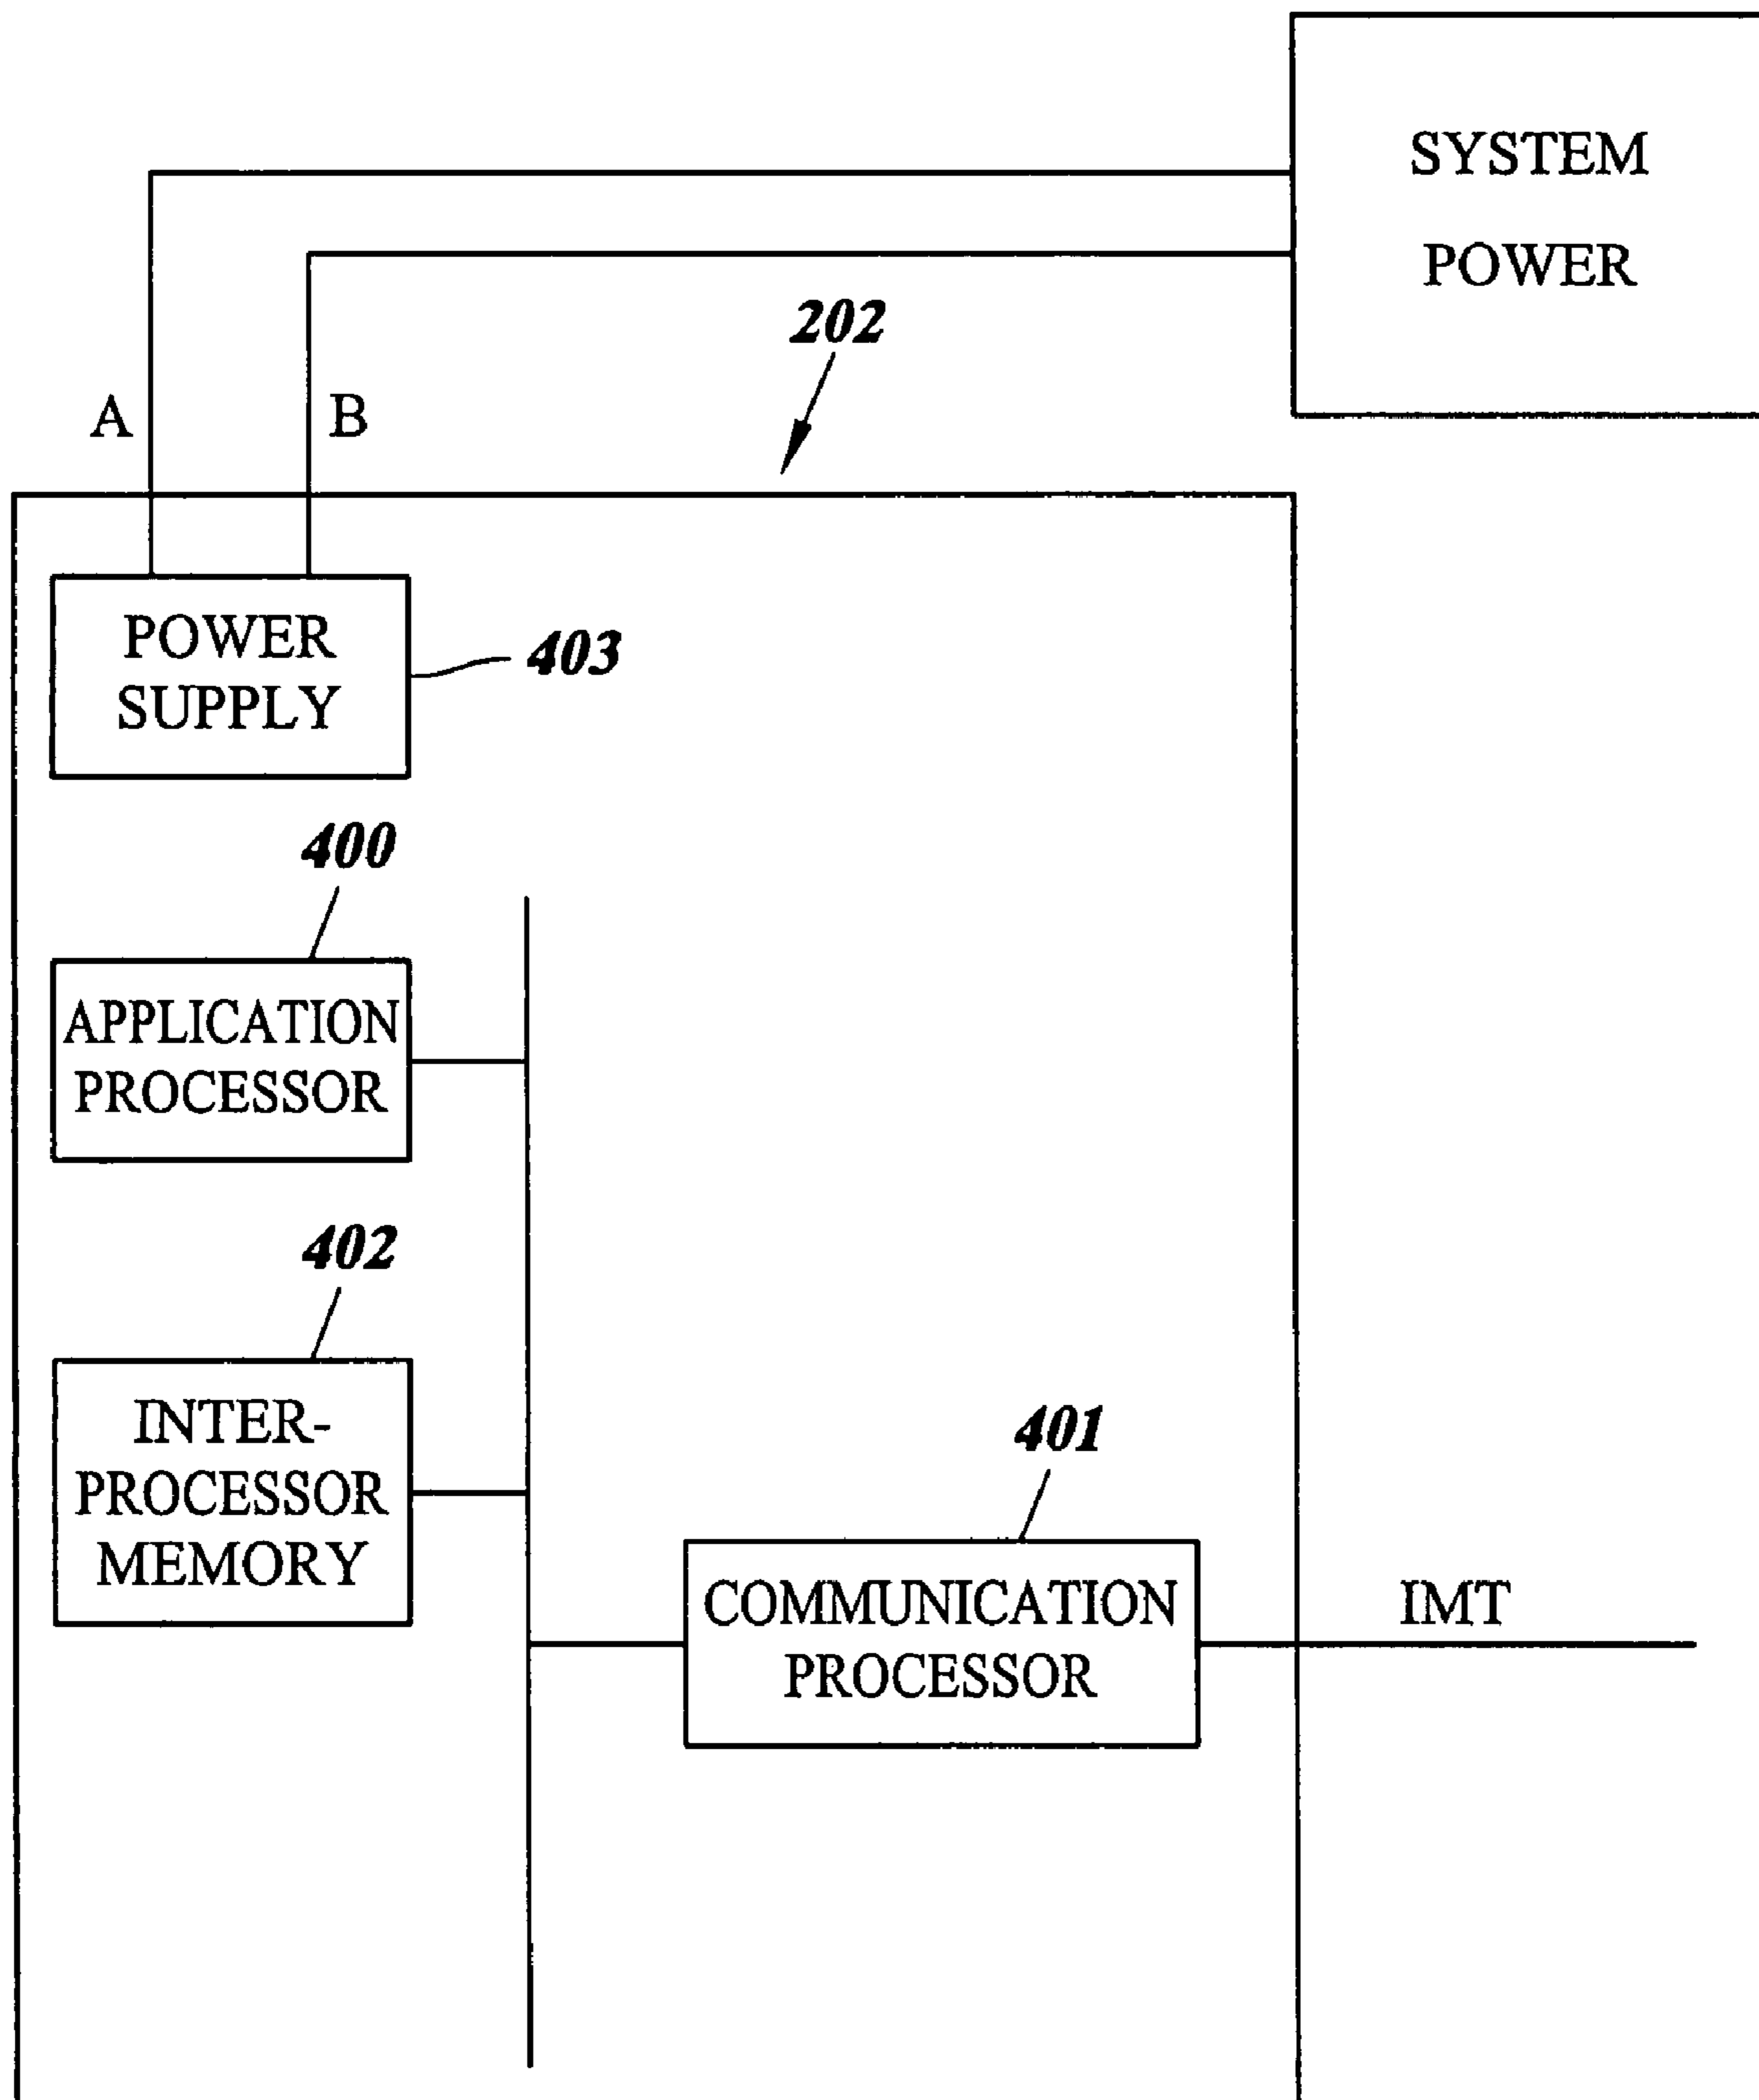 SYSTEM
POWER
202
A
B
POWER
SUPPLY
403
400
APPLICATION
PROCESSOR
402
INTER-
PROCESSOR
MEMORY
401
COMMUNICATION
PROCESSOR
IMT